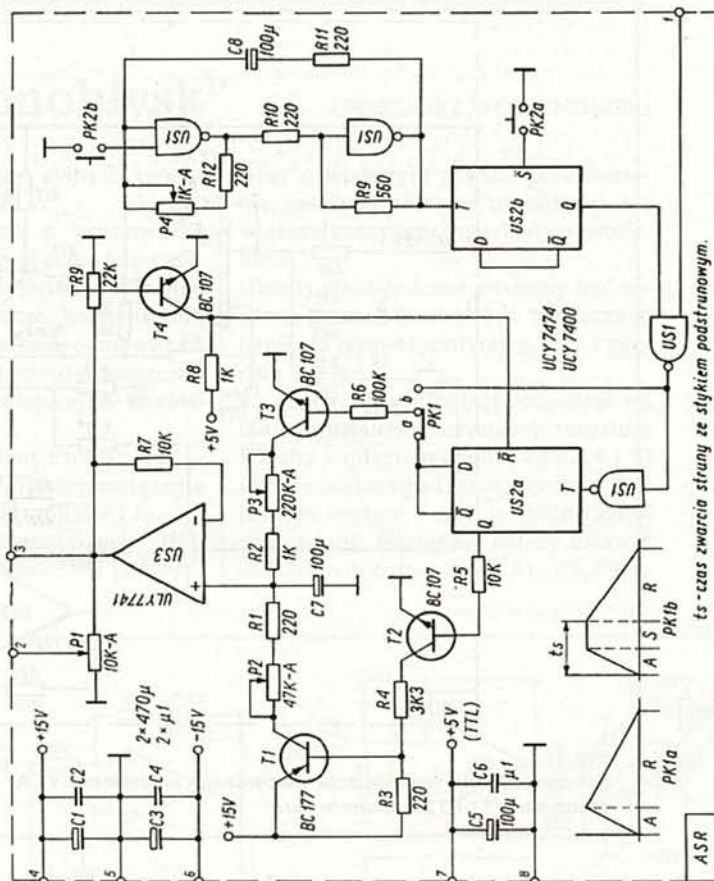 1
C8
100µ
R11
220
PK2b
US1
R10
220
US1
R12
220
P4
1K-A
R9
560
T
US2b
Q
D
Q̅
S̅
PK2a
TR9
22K
T4
BC107
R8
1K
+5V
R7
10K
T3
BC107
R6
100K
PK1
a
b
UCY7474
UCY 7400
US1
3
US3
ULY7741
-
+
P3
220K-A
R2
1K
C7
100µ
R1
220
D
R̅
Q̅
US2a
T
Q
US1
2
P1
10K-A
P2
47K-A
T1
R5
10K
BC107
T2
R4
3K3
R3
220
+15V
4
+15V
C1
C2
2×470µ
2×µ1
5
C3
C4
6
-15V
7
+5V
(TTL)
C5
100µ
C6
µ1
8
A
R
PK1a
ts
A
S
R
PK1b
ts-czas zwarcia struny ze stykiem podstrunowym.
ASR